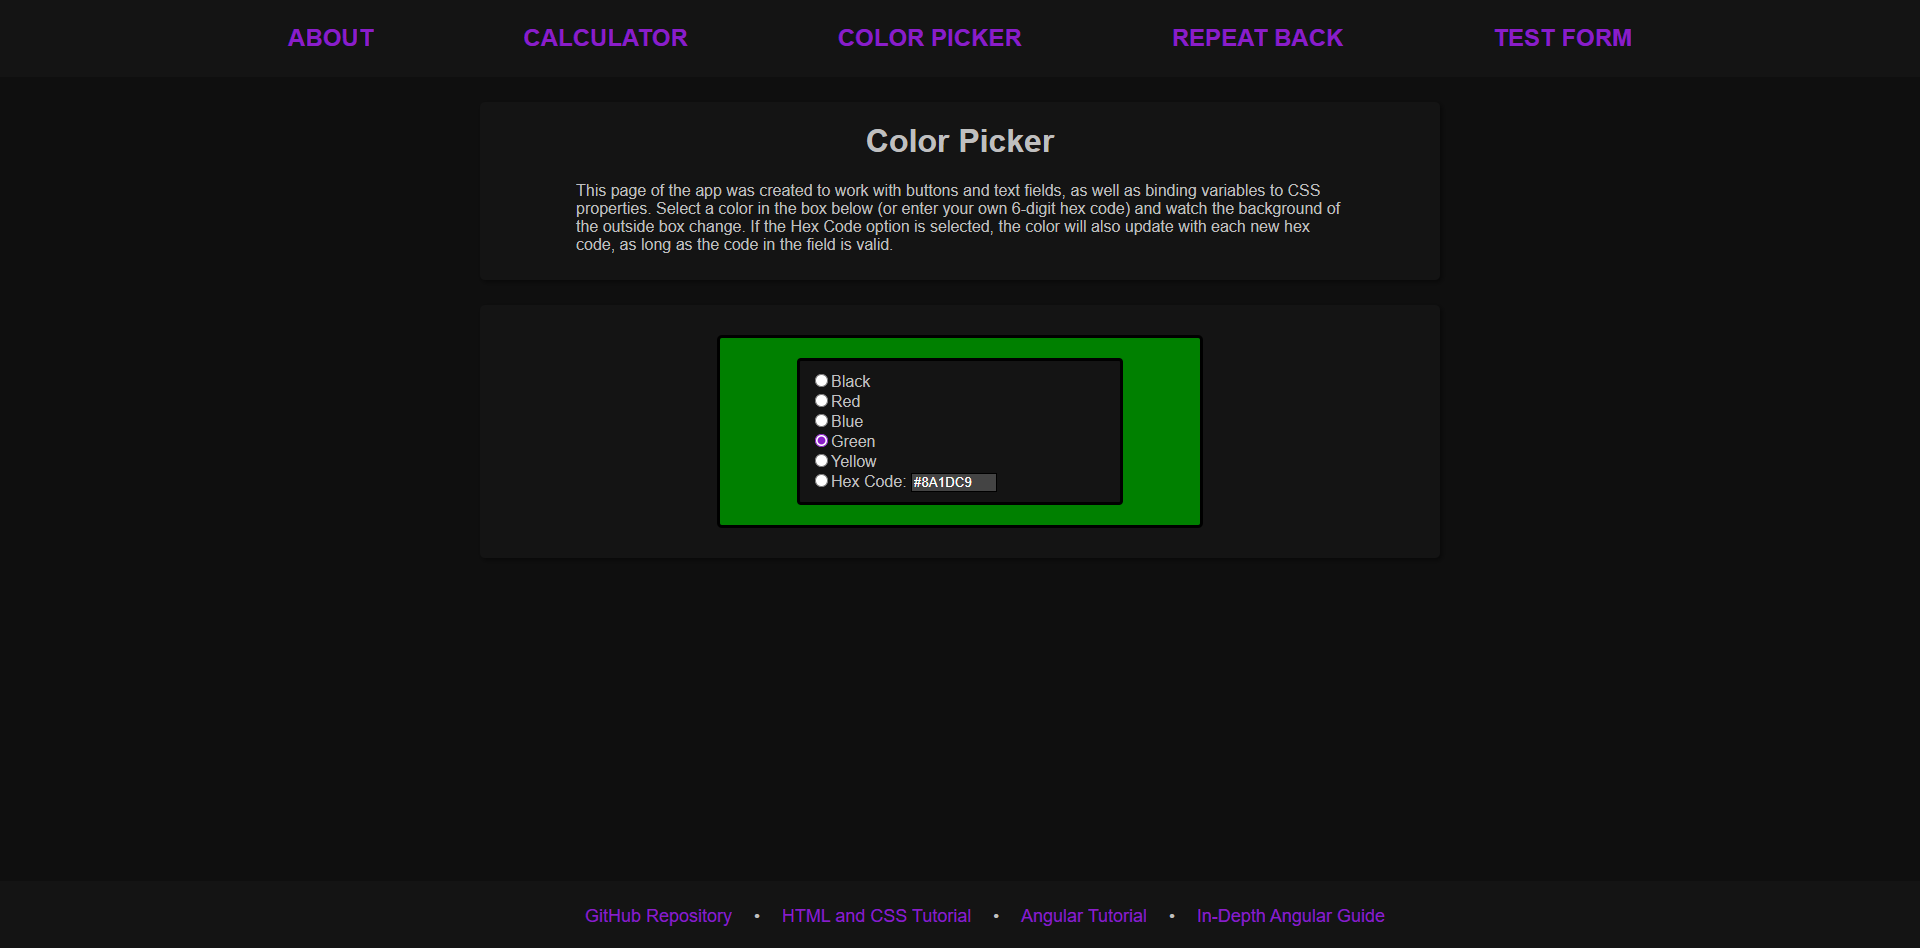 ABOUT CALCULATOR COLOR PICKER REPEAT BACK TEST FORM
Color Picker
This page of the app was created to work with buttons and text fields, as well as binding variables to CSS
properties. Select a color in the box below (or enter your own 6-digit hex code) and watch the background of
the outside box change. If the Hex Code option is selected, the color will also update with each new hex
code, as long as the code in the field is valid.
Black
Red
Blue
Green
Yellow
Hex Code: #8A1DC9
GitHub Repository • HTML and CSS Tutorial • Angular Tutorial • In-Depth Angular Guide